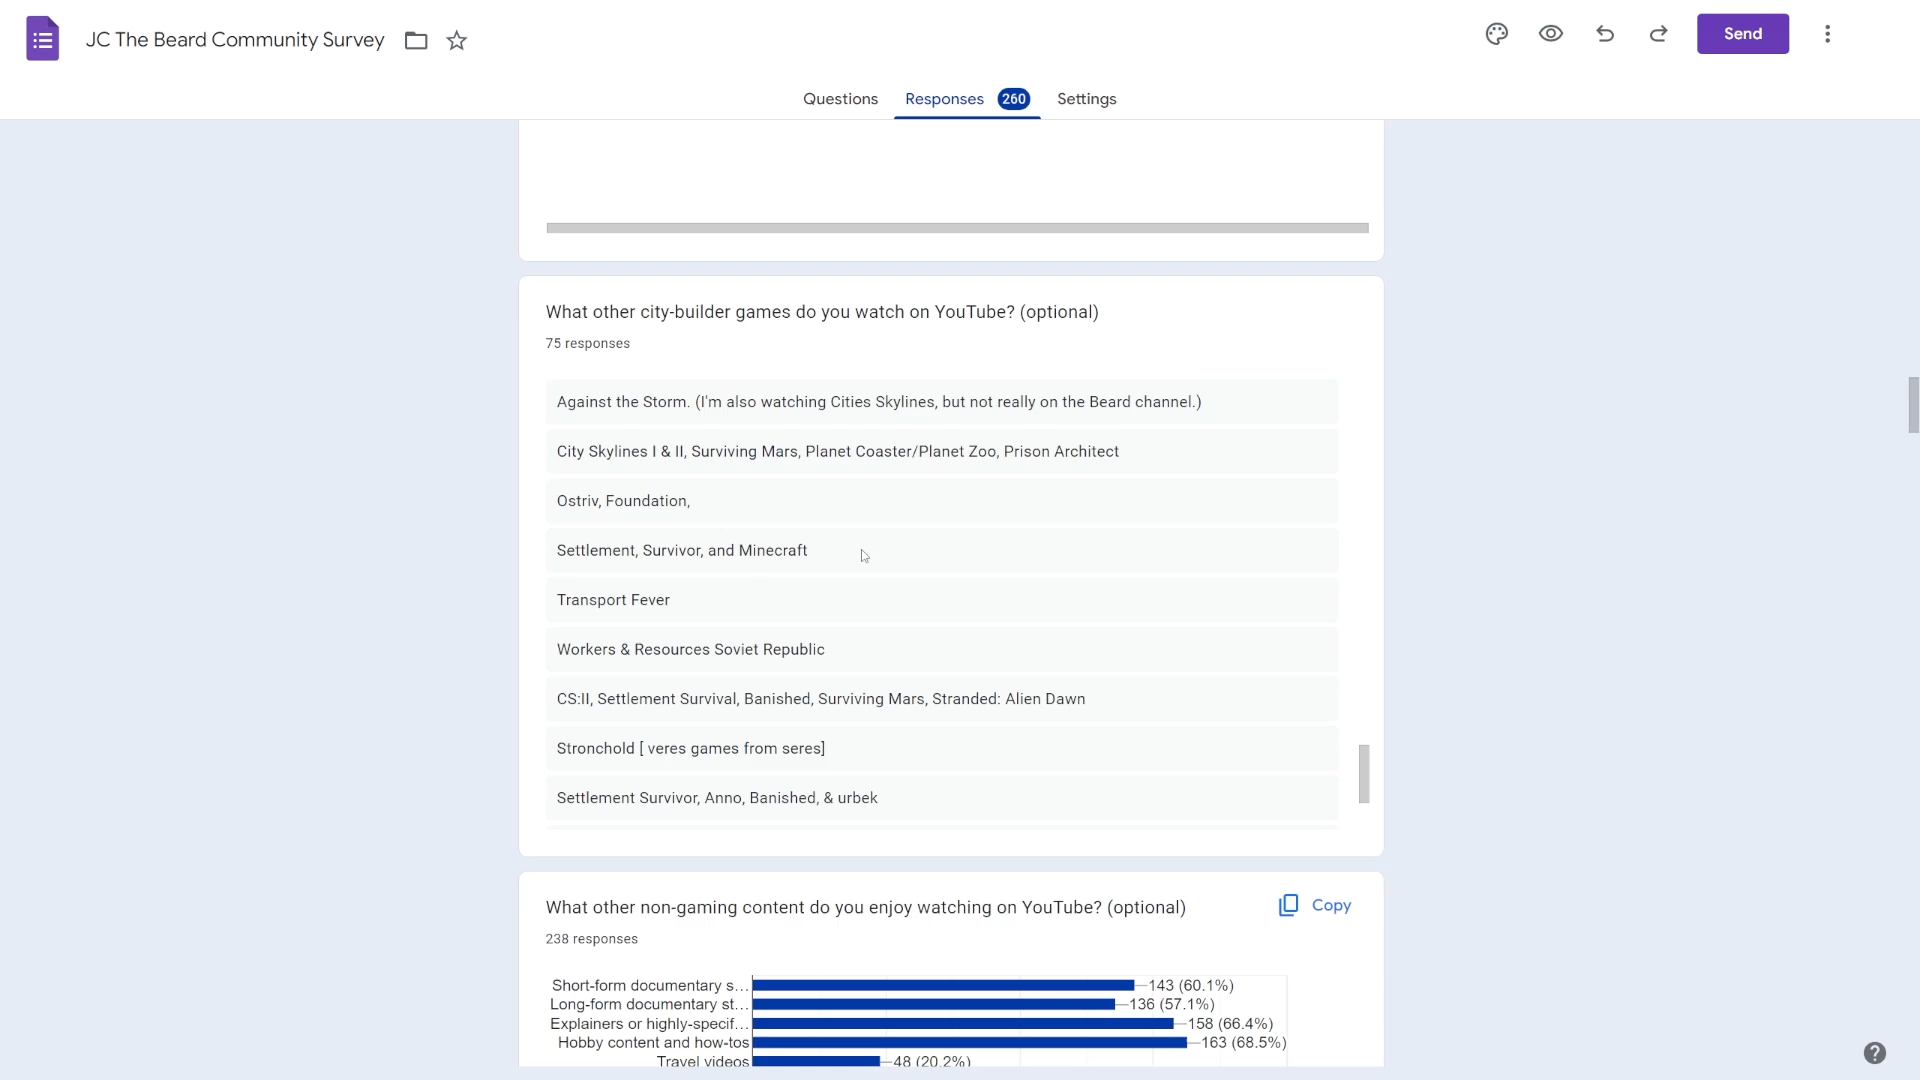 JC The Beard Community Survey
Send
Questions
Responses 260
Settings
What other city-builder games do you watch on YouTube? (optional)
75 responses
Against the Storm. (I'm also watching Cities Skylines, but not really on the Beard channel.)
City Skylines I & II, Surviving Mars, Planet Coaster/Planet Zoo, Prison Architect
Ostriv, Foundation,
Settlement, Survivor, and Minecraft
Transport Fever
Workers & Resources Soviet Republic
CS:II, Settlement Survival, Banished, Surviving Mars, Stranded: Alien Dawn
Stronchold [ veres games from seres]
Settlement Survivor, Anno, Banished, & urbek
What other non-gaming content do you enjoy watching on YouTube? (optional)
Copy
238 responses
Short-form documentary s... 143 (60.1%)
Long-form documentary st... 136 (57.1%)
Explainers or highly-specif... 158 (66.4%)
Hobby content and how-tos 163 (68.5%)
Travel videos 48 (20.2%)